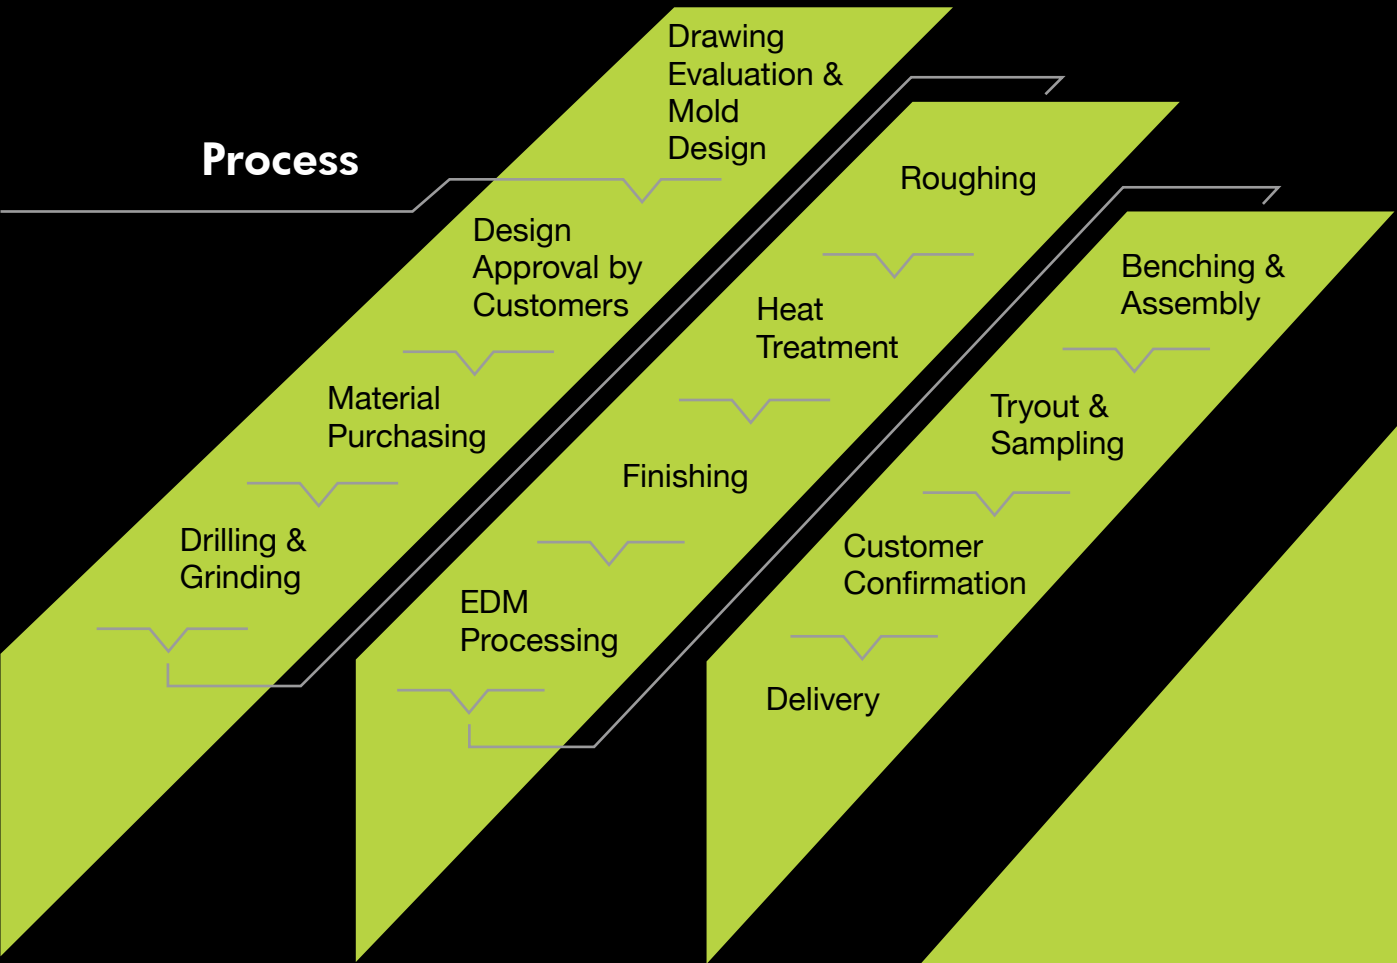 Process
Drawing
Evaluation &
Mold
Design
Design
Approval by
Customers
Material
Purchasing
Drilling &
Grinding
Roughing
Heat
Treatment
Finishing
EDM
Processing
Benching &
Assembly
Tryout &
Sampling
Customer
Confirmation
Delivery